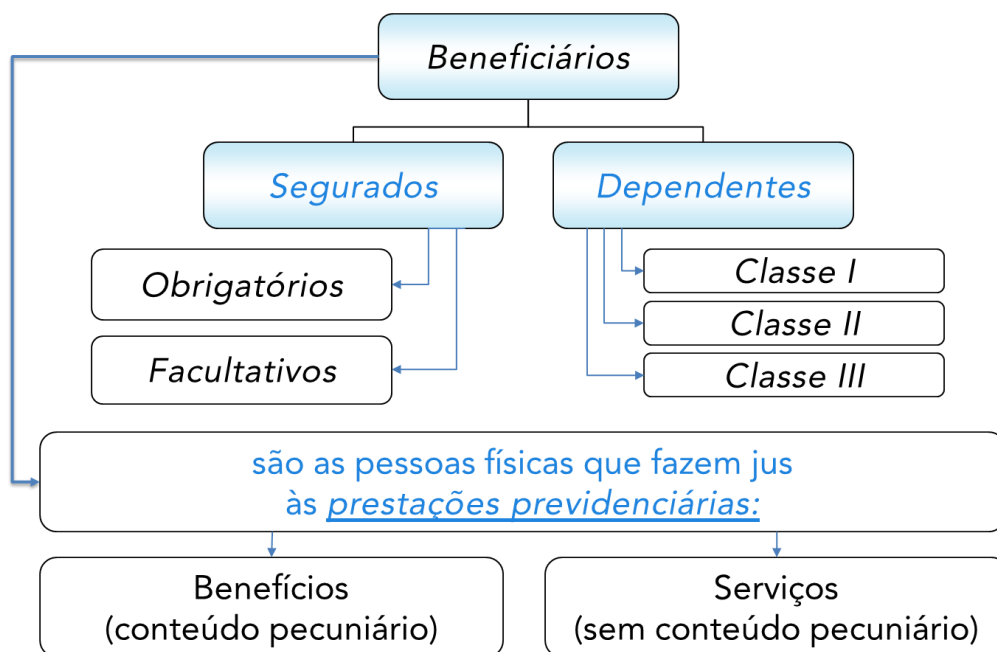 Beneficiários
Segurados
Dependentes
Obrigatórios
Facultativos
Classe I
Classe II
Classe III
são as pessoas físicas que fazem jus
às prestações previdenciárias:
Benefícios
(conteúdo pecuniário)
Serviços
(sem conteúdo pecuniário)